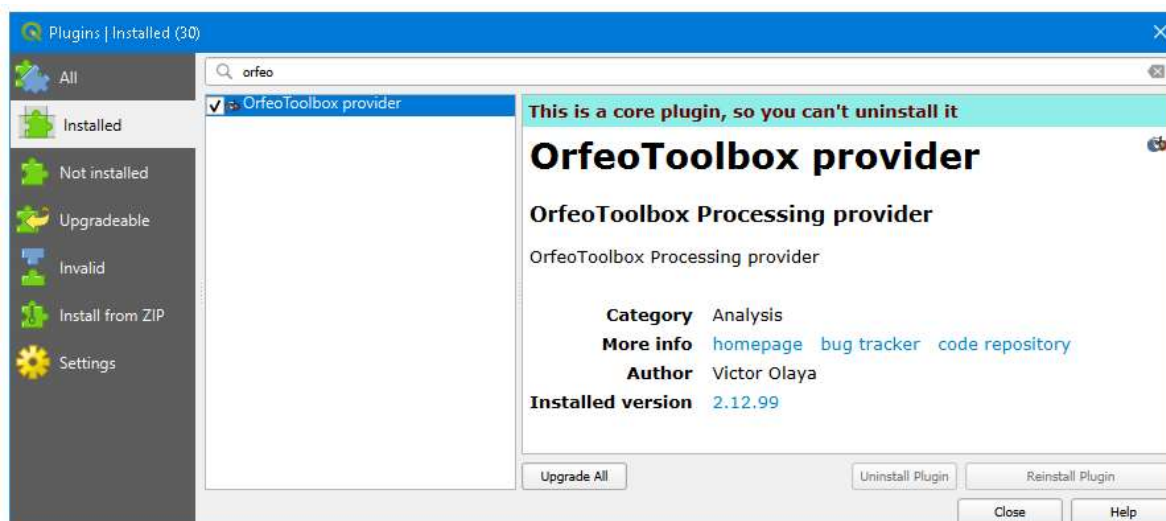 Plugins | Installed (30)
All
Installed
Not installed
Upgradeable
Invalid
Install from ZIP
Settings
orfeo
OrfeoToolbox provider
This is a core plugin, so you can't uninstall it
OrfeoToolbox provider
OrfeoToolbox Processing provider
OrfeoToolbox Processing provider
Category Analysis
More info homepage bug tracker code repository
Author Victor Olaya
Installed version 2.12.99
Upgrade All Uninstall Plugin Reinstall Plugin
Close Help